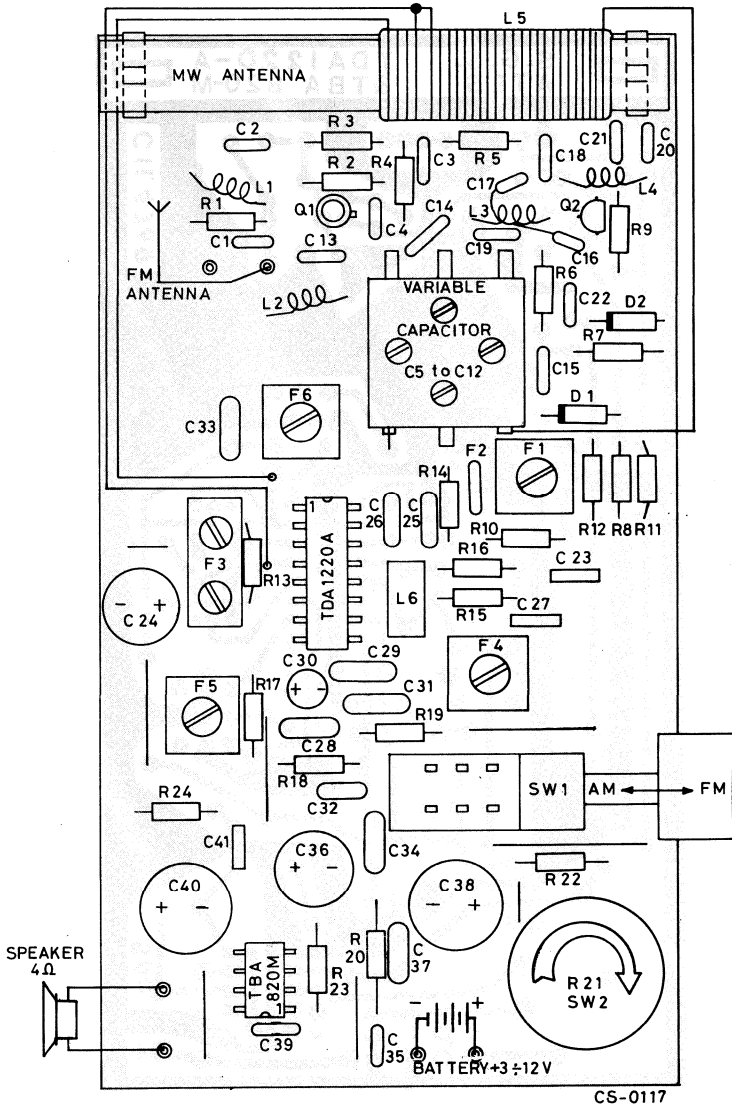 L5
MW ANTENNA
C2
R3
R2
R4
C3
R5
C18
C21
C
20
L1
R1
Q1
C4
C14
C17
L3
Q2
L4
R9
C1
C13
C19
C16
FM
ANTENNA
L2
VARIABLE
CAPACITOR
C5 to C12
R6
C22
D2
R7
C15
D1
F6
C33
R14
F2
F1
C
26
C
25
R12
R8
R11
R10
1
TDA1220A
F3
R13
R16
C23
L6
R15
C27
- +
C24
C30
+ -
C29
F4
F5
R17
C31
C28
R19
R18
R24
C32
SW1
AM
FM
C41
C36
+ -
C34
C40
+ -
C38
- +
R22
SPEAKER
4Ω
TBA
820M
1
R
23
R
20
C
37
R21
SW2
C39
C
35
- +
BATTERY+3÷12V
CS-0117